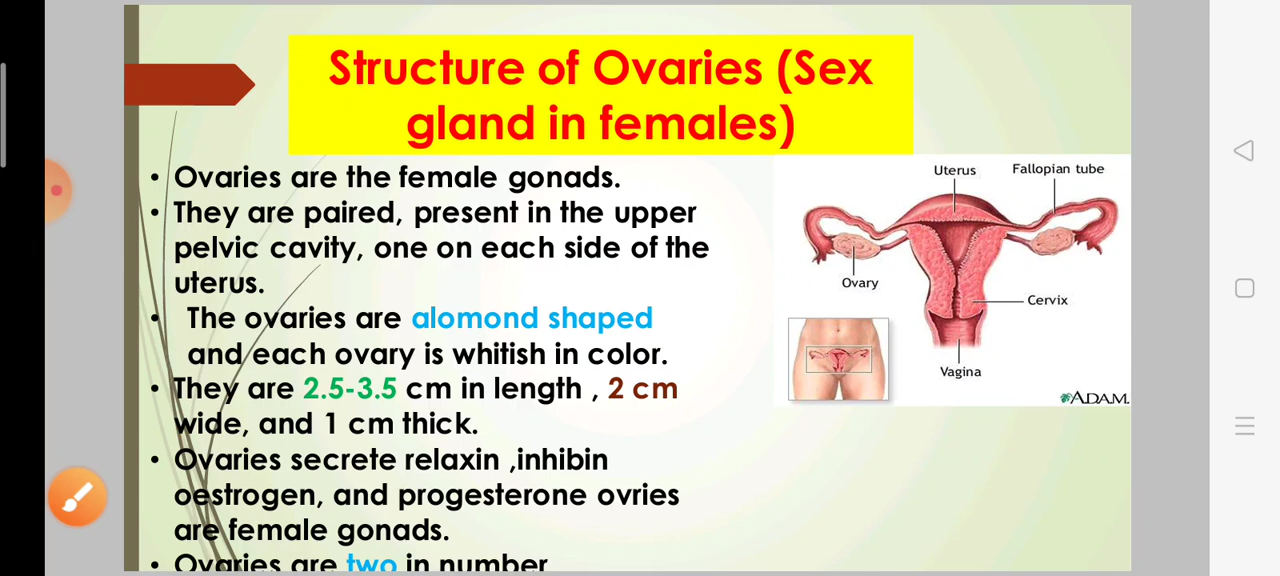 Structure of Ovaries (Sex
gland in females)
• Ovaries are the female gonads.
• They are paired, present in the upper
pelvic cavity, one on each side of the
uterus.
• The ovaries are alomond shaped
and each ovary is whitish in color.
• They are 2.5-3.5 cm in length , 2 cm
wide, and 1 cm thick.
• Ovaries secrete relaxin ,inhibin
oestrogen, and progesterone ovries
are female gonads.
• Ovaries are two in number
Uterus
Fallopian tube
Ovary
Cervix
Vagina
ADAM.